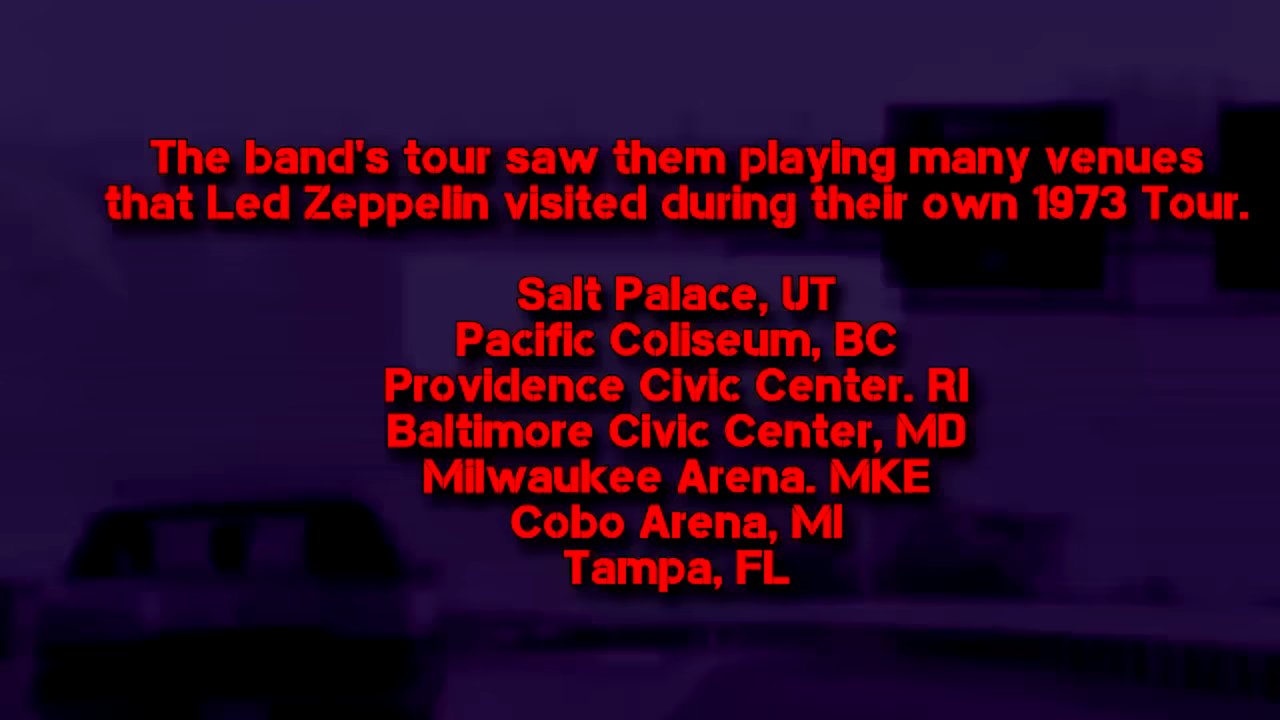 The band's tour saw them playing many venues
that Led Zeppelin visited during their own 1973 Tour.
Salt Palace, UT
Pacific Coliseum, BC
Providence Civic Center. RI
Baltimore Civic Center, MD
Milwaukee Arena. MKE
Cobo Arena, MI
Tampa, FL